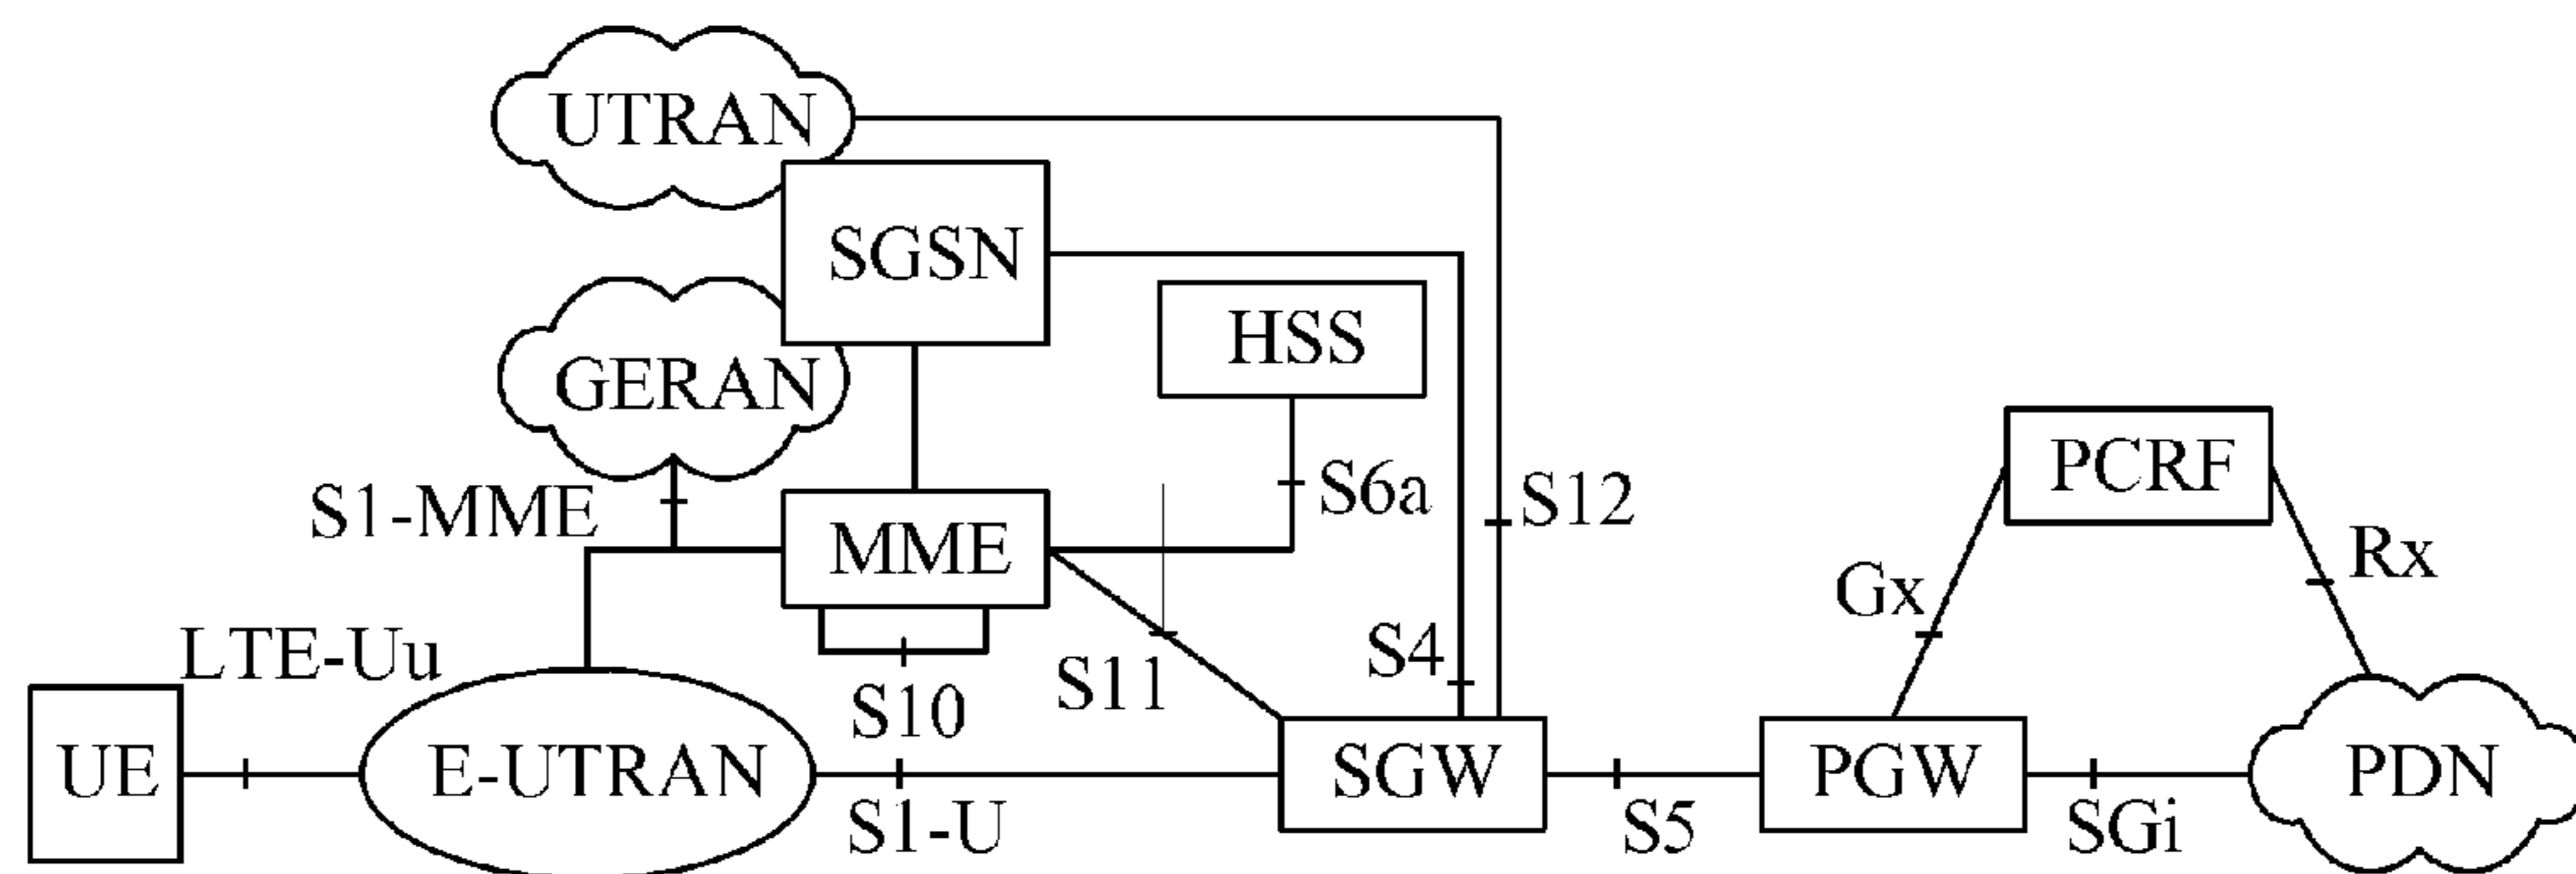 UTRAN
SGSN
HSS
GERAN
PCRF
S6a
S12
S1-MME
MME
Rx
Gx
LTE-Uu
S4
S11
S10
UE
E-UTRAN
SGW
PGW
PDN
S1-U
S5
SGi